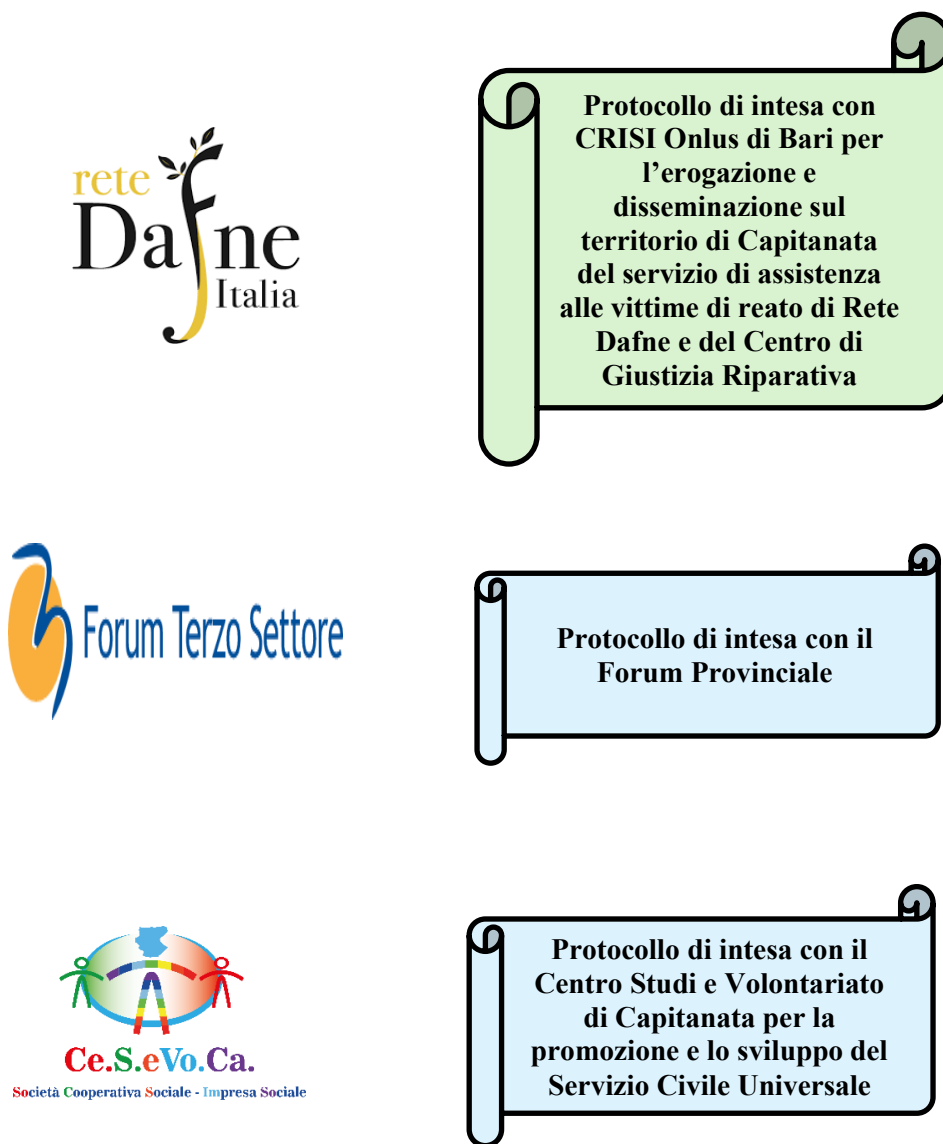 rete
Dafne
Italia
Protocollo di intesa con
CRISI Onlus di Bari per
l’erogazione e
disseminazione sul
territorio di Capitanata
del servizio di assistenza
alle vittime di reato di Rete
Dafne e del Centro di
Giustizia Riparativa
Forum Terzo Settore
Protocollo di intesa con il
Forum Provinciale
Ce.S.eVo.Ca.
Società Cooperativa Sociale - Impresa Sociale
Protocollo di intesa con il
Centro Studi e Volontariato
di Capitanata per la
promozione e lo sviluppo del
Servizio Civile Universale